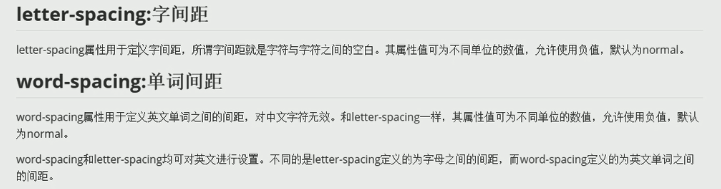 letter-spacing:字间距
letter-spacing属性用于定义字间距，所谓字间距就是字符与字符之间的空白。其属性值可为不同单位的数值，允许使用负值，默认为normal。
word-spacing:单词间距
word-spacing属性用于定义英文单词之间的间距，对中文字符无效。和letter-spacing一样，其属性值可为不同单位的数值，允许使用负值，默认
为normal。
word-spacing和letter-spacing均可对英文进行设置。不同的是letter-spacing定义的为字母之间的间距，而word-spacing定义的为英文单词之间
的间距。